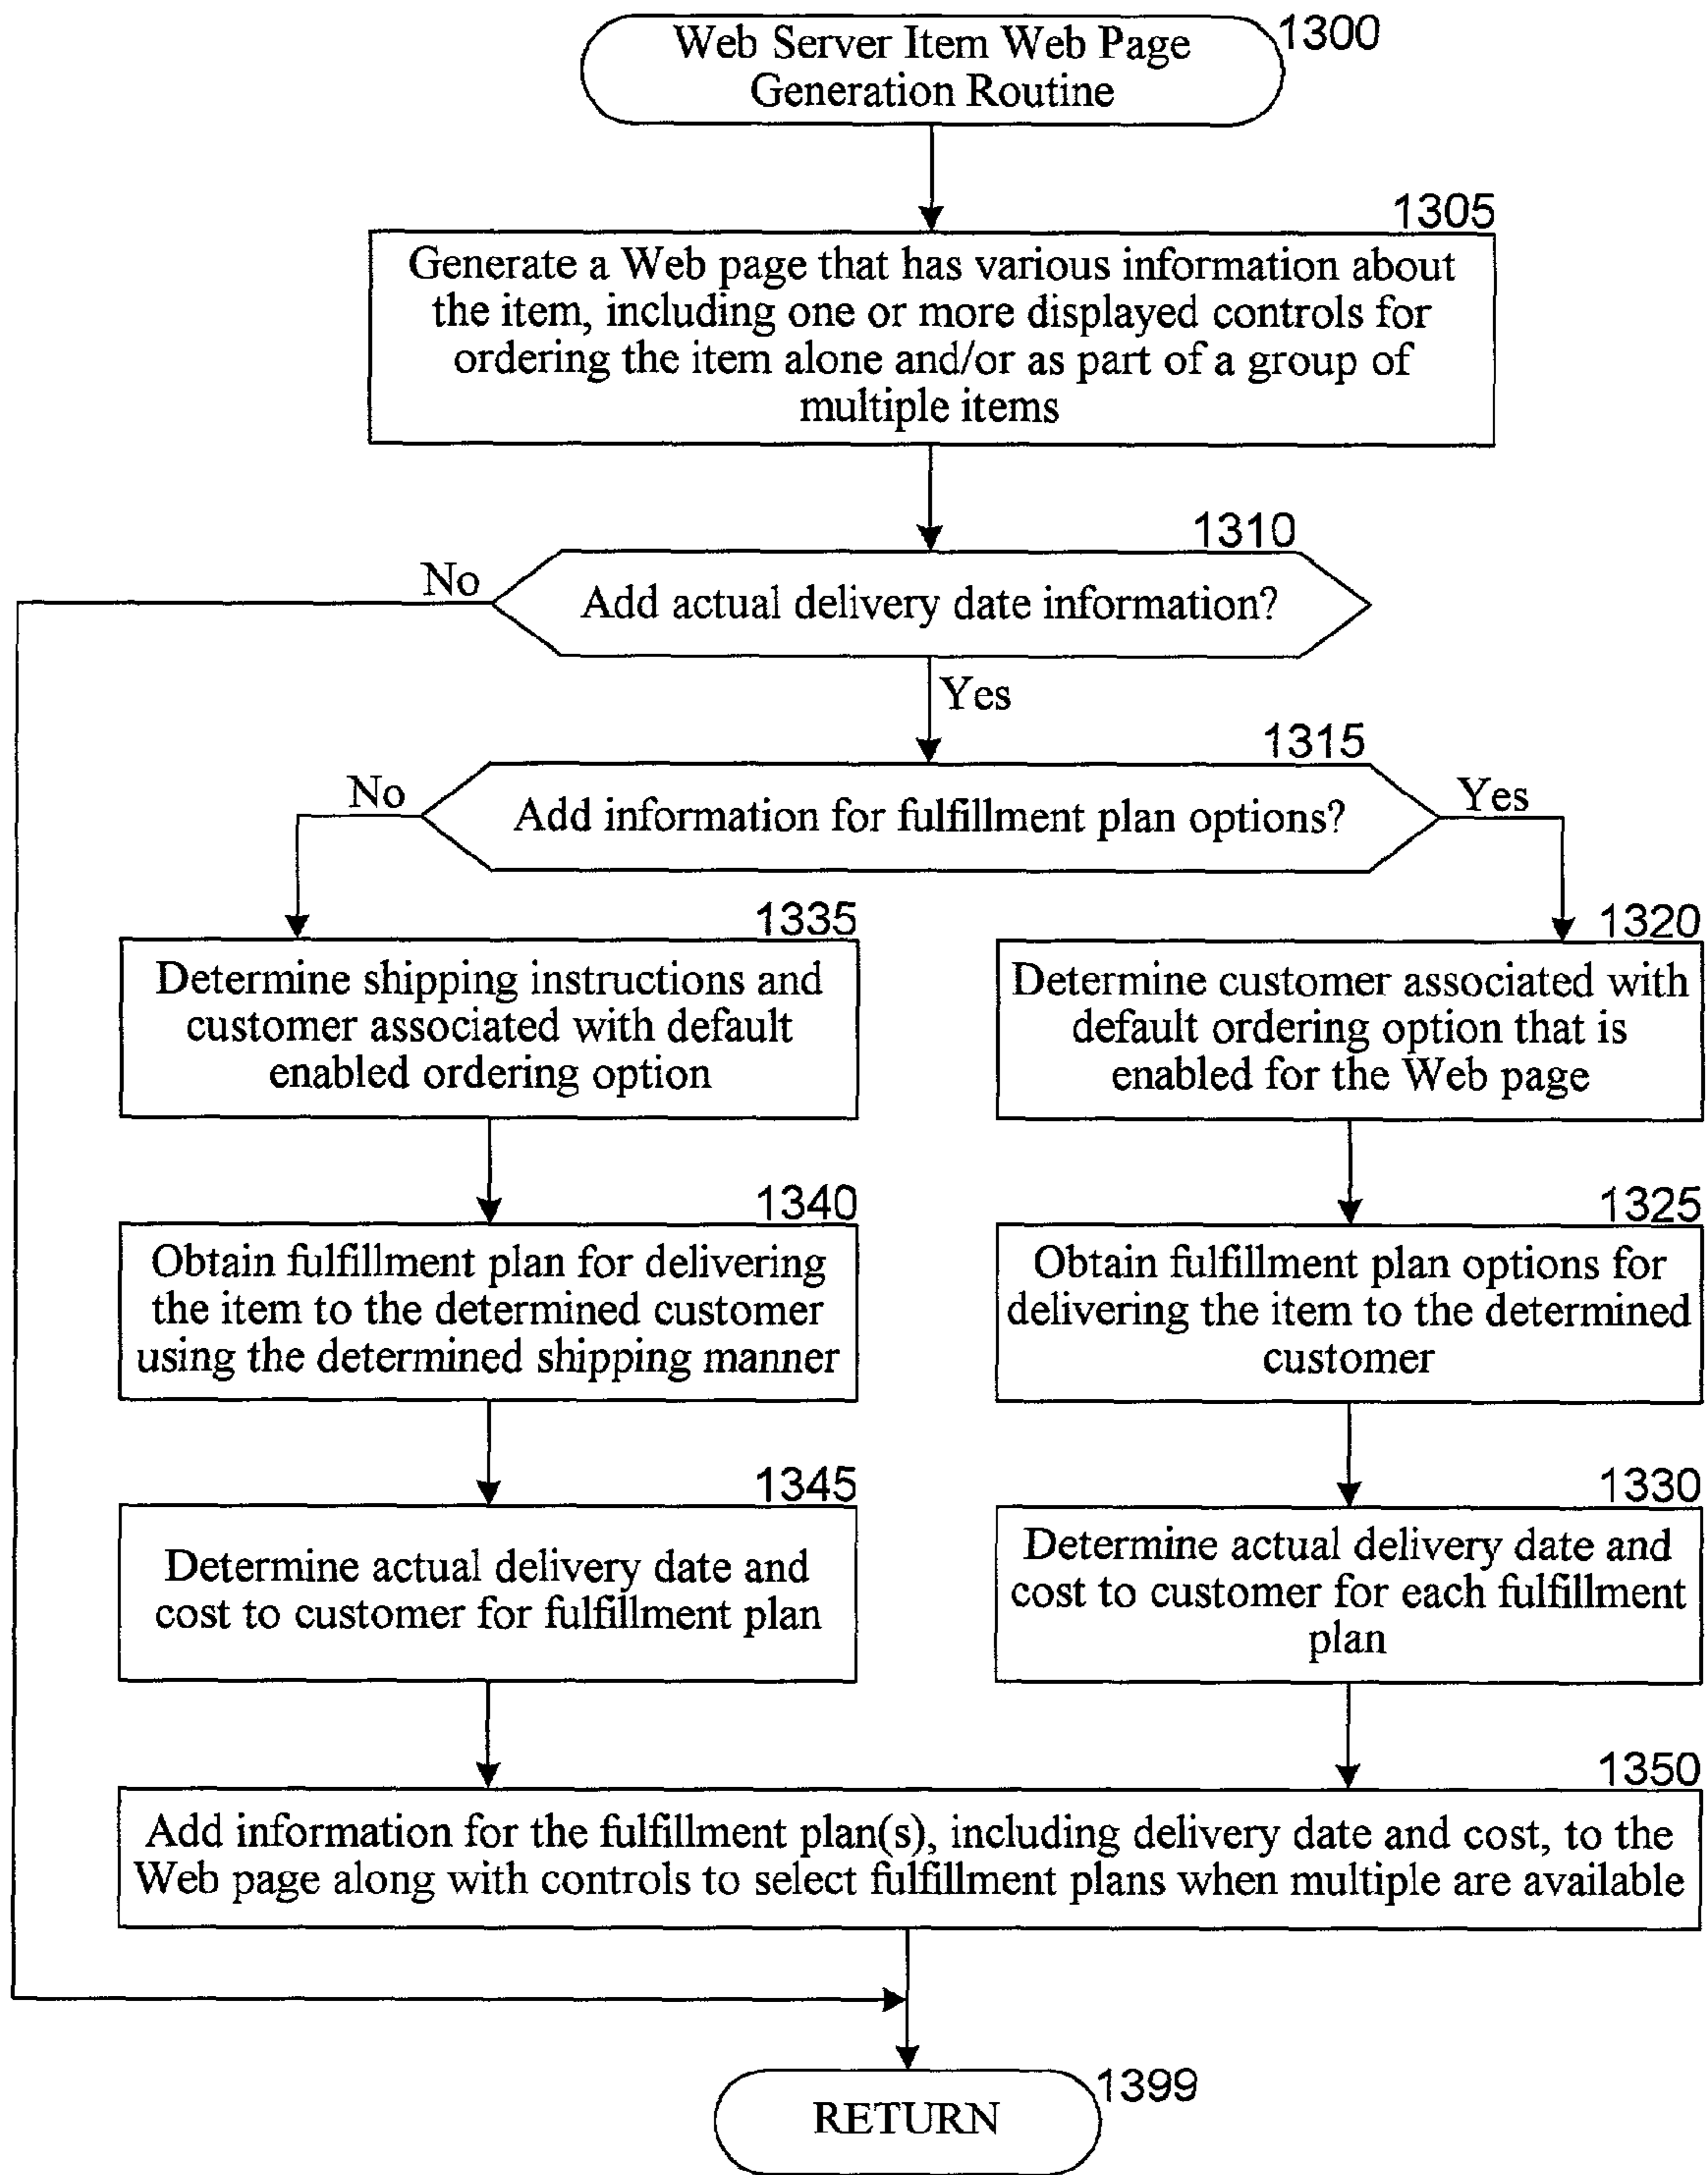 Web Server Item Web Page
Generation Routine
1300
1305
Generate a Web page that has various information about
the item, including one or more displayed controls for
ordering the item alone and/or as part of a group of
multiple items
1310
No
Add actual delivery date information?
Yes
1315
No
Add information for fulfillment plan options?
Yes
1335
Determine shipping instructions and
customer associated with default
enabled ordering option
1320
Determine customer associated with
default ordering option that is
enabled for the Web page
1340
Obtain fulfillment plan for delivering
the item to the determined customer
using the determined shipping manner
1325
Obtain fulfillment plan options for
delivering the item to the determined
customer
1345
Determine actual delivery date and
cost to customer for fulfillment plan
1330
Determine actual delivery date and
cost to customer for each fulfillment
plan
1350
Add information for the fulfillment plan(s), including delivery date and cost, to the
Web page along with controls to select fulfillment plans when multiple are available
1399
RETURN